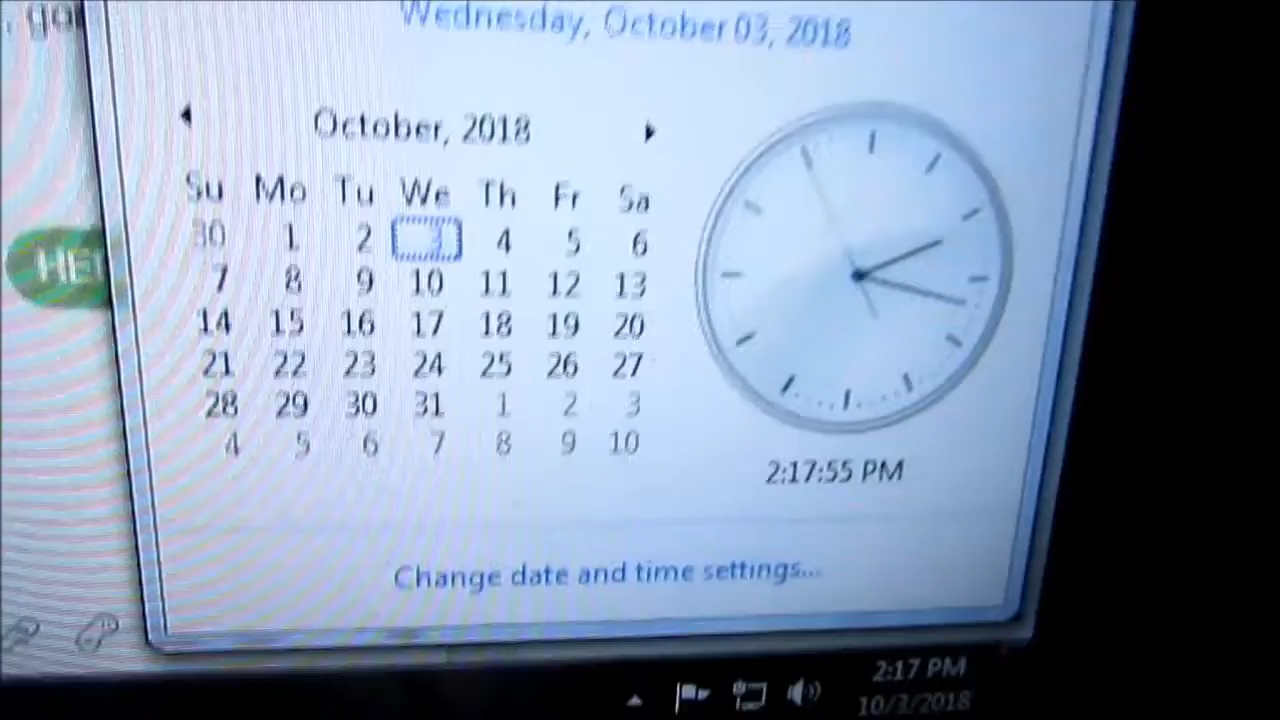 Wednesday, October 03, 2018
October, 2018
Su Mo Tu We Th Fr Sa
30 1 2 3 4 5 6
7 8 9 10 11 12 13
14 15 16 17 18 19 20
21 22 23 24 25 26 27
28 29 30 31 1 2 3
4 5 6 7 8 9 10
2:17:55 PM
Change date and time settings...
2:17 PM
10/3/2018